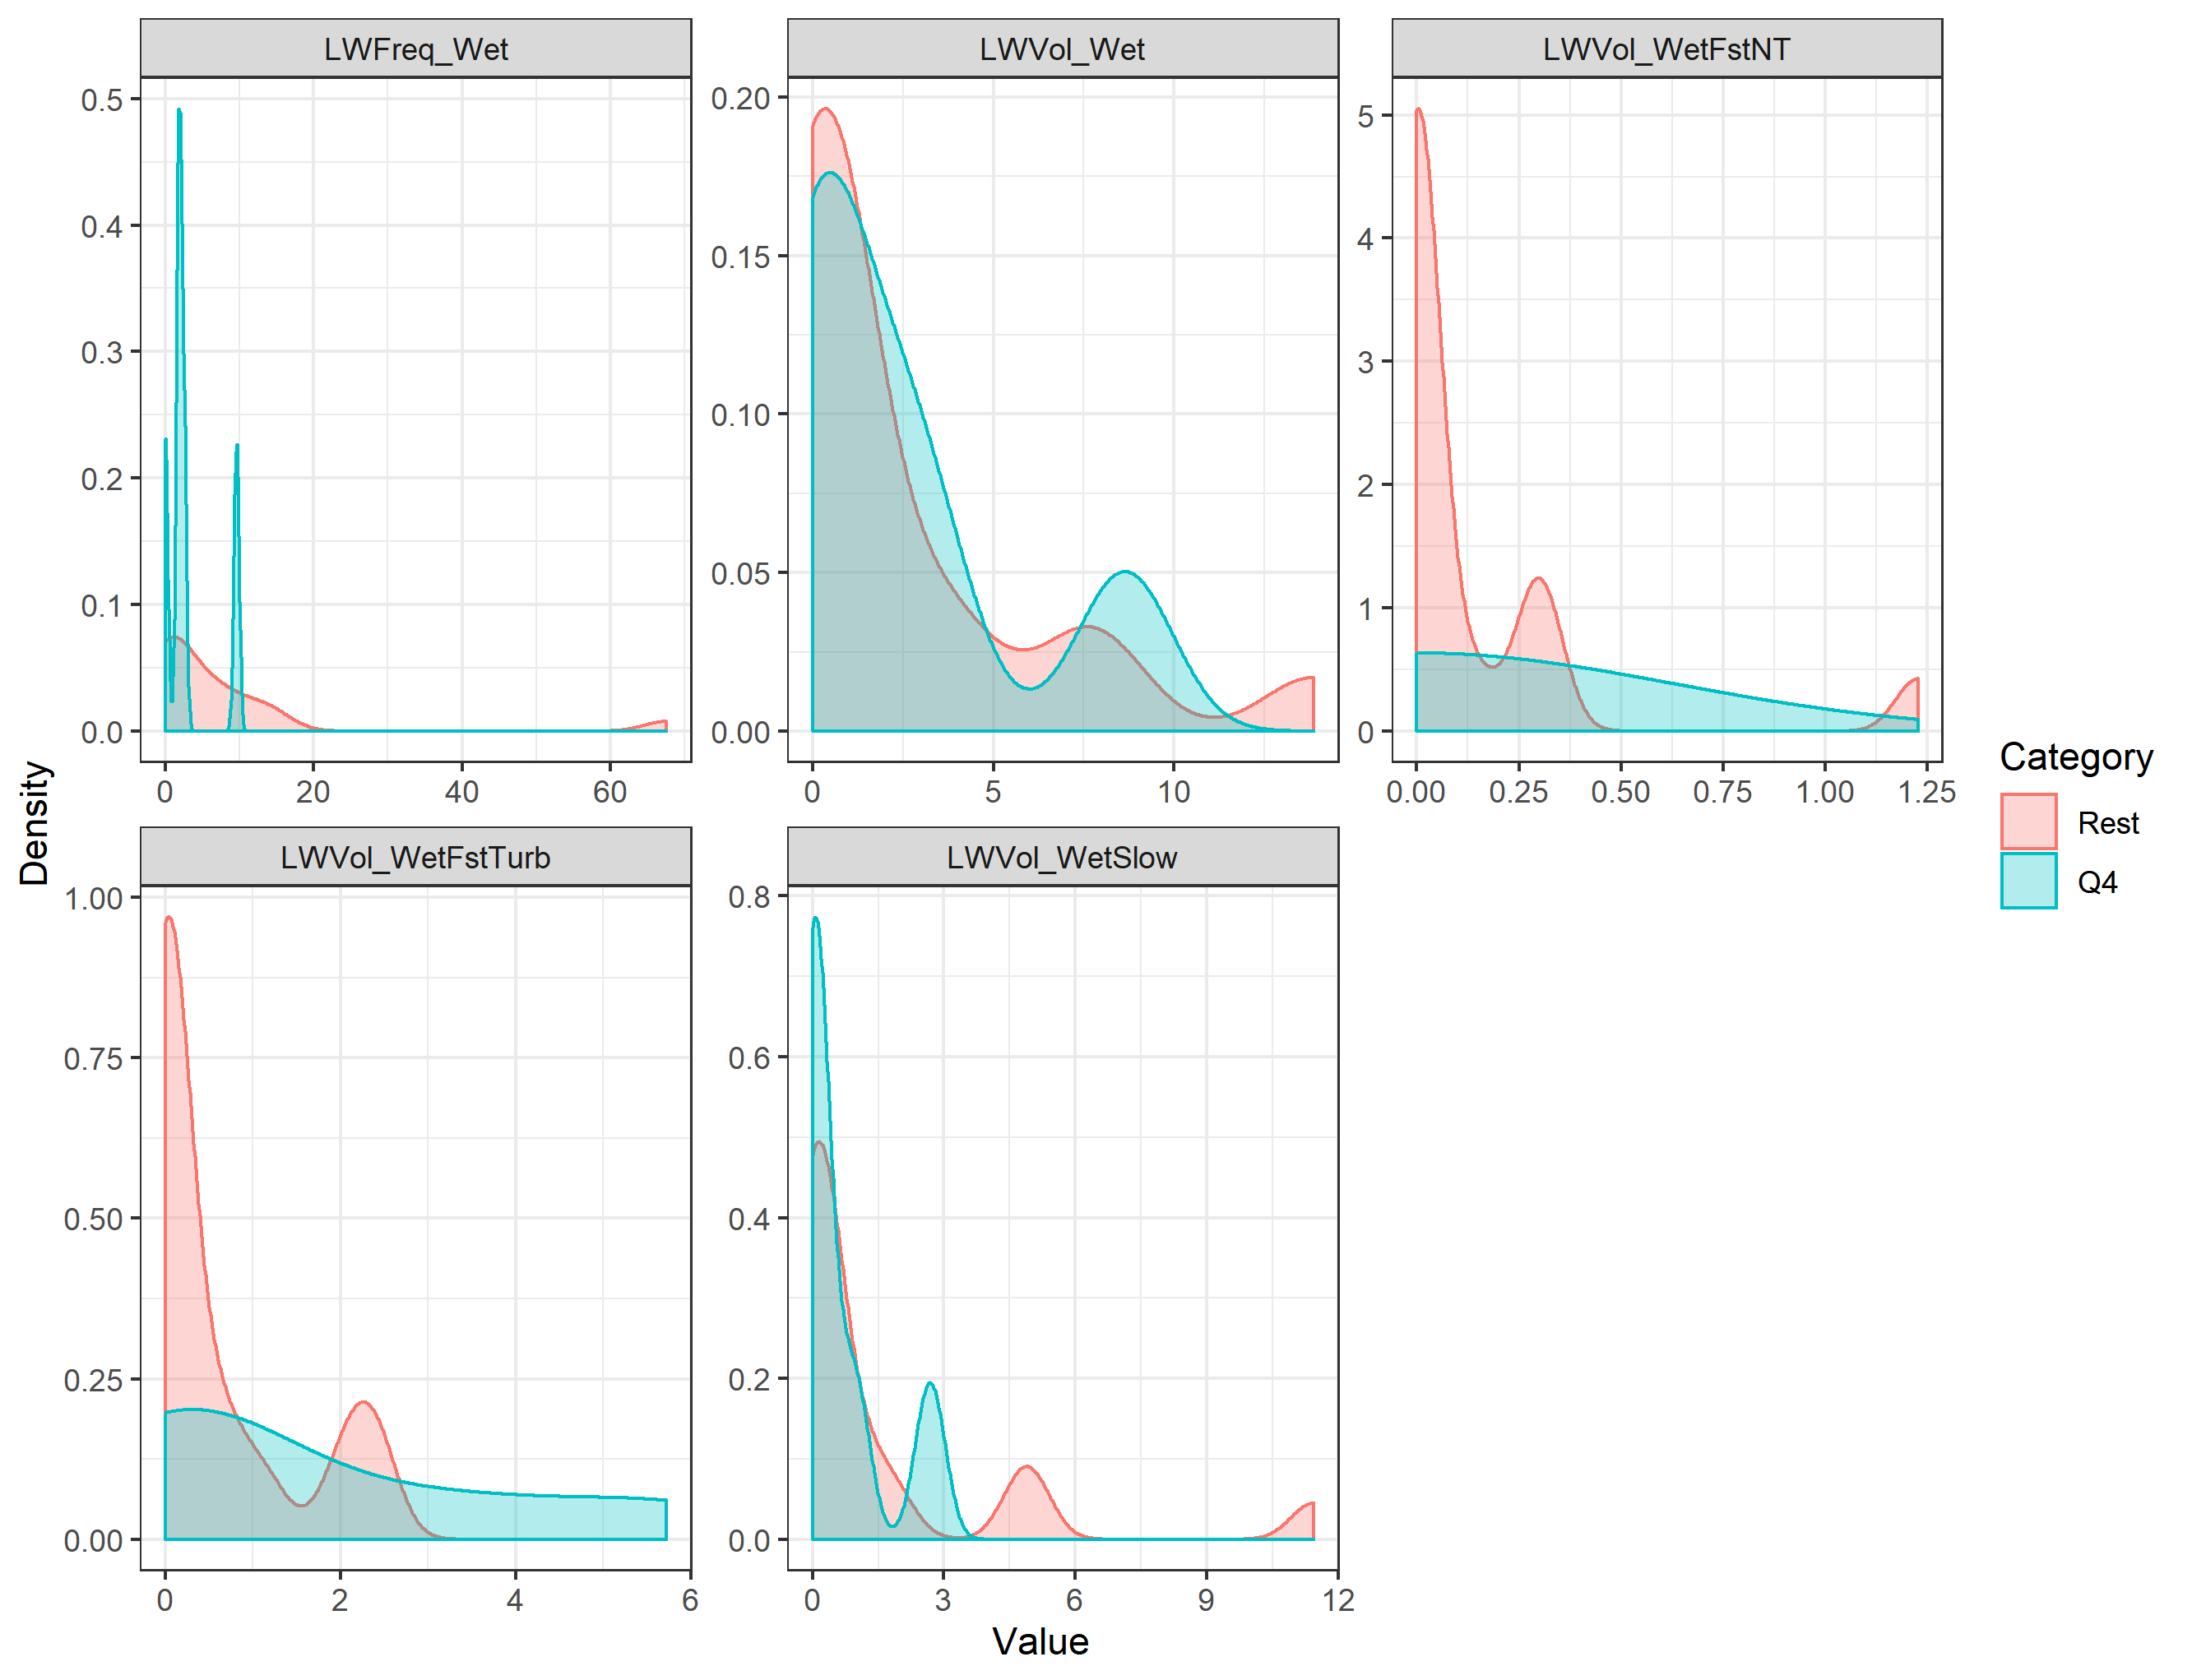 LWFreq_Wet
LWVol_Wet
LWVol_WetFstNT
0.5
0.4
0.3
0.2
0.1
0.0
0 20 40 60
0.20
0.15
0.10
0.05
0.00
0 5 10
5
4
3
2
1
0
0.00 0.25 0.50 0.75 1.00 1.25
Density
LWVol_WetFstTurb
LWVol_WetSlow
1.00
0.75
0.50
0.25
0.00
0 2 4 6
0.8
0.6
0.4
0.2
0.0
0 3 6 9 12
Value
Category
Rest
Q4